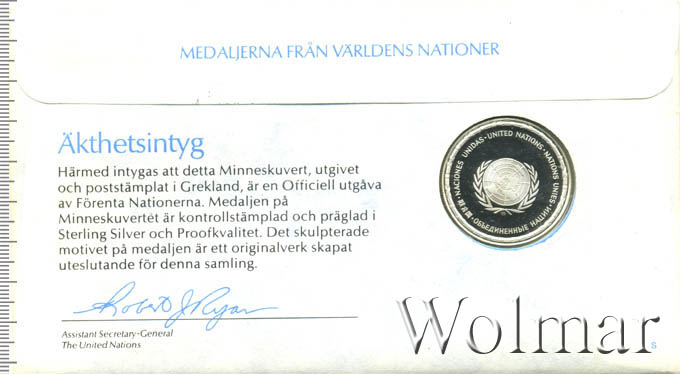 MEDALJERNA FRÅN VÄRLDENS NATIONER
Äkthetsintyg
Härmed intygas att detta Minneskuvert, utgivet
och poststämplat i Grekland, är en Officiell utgåva
av Förenta Nationerna. Medaljen på
Minneskuvertet är kontrollstämplad och präglad i
Sterling Silver och Proofkvalitet. Det skulpterade
motivet på medaljen är ett originalverk skapat
uteslutande för denna samling.
Robert J Ryan
Assistant Secretary-General
The United Nations
NACIONES UNIDAS · UNITED NATIONS · NATIONS UNIES ·
ОБЪЕДИНЕННЫЕ НАЦИИ ·
Wolmar
S